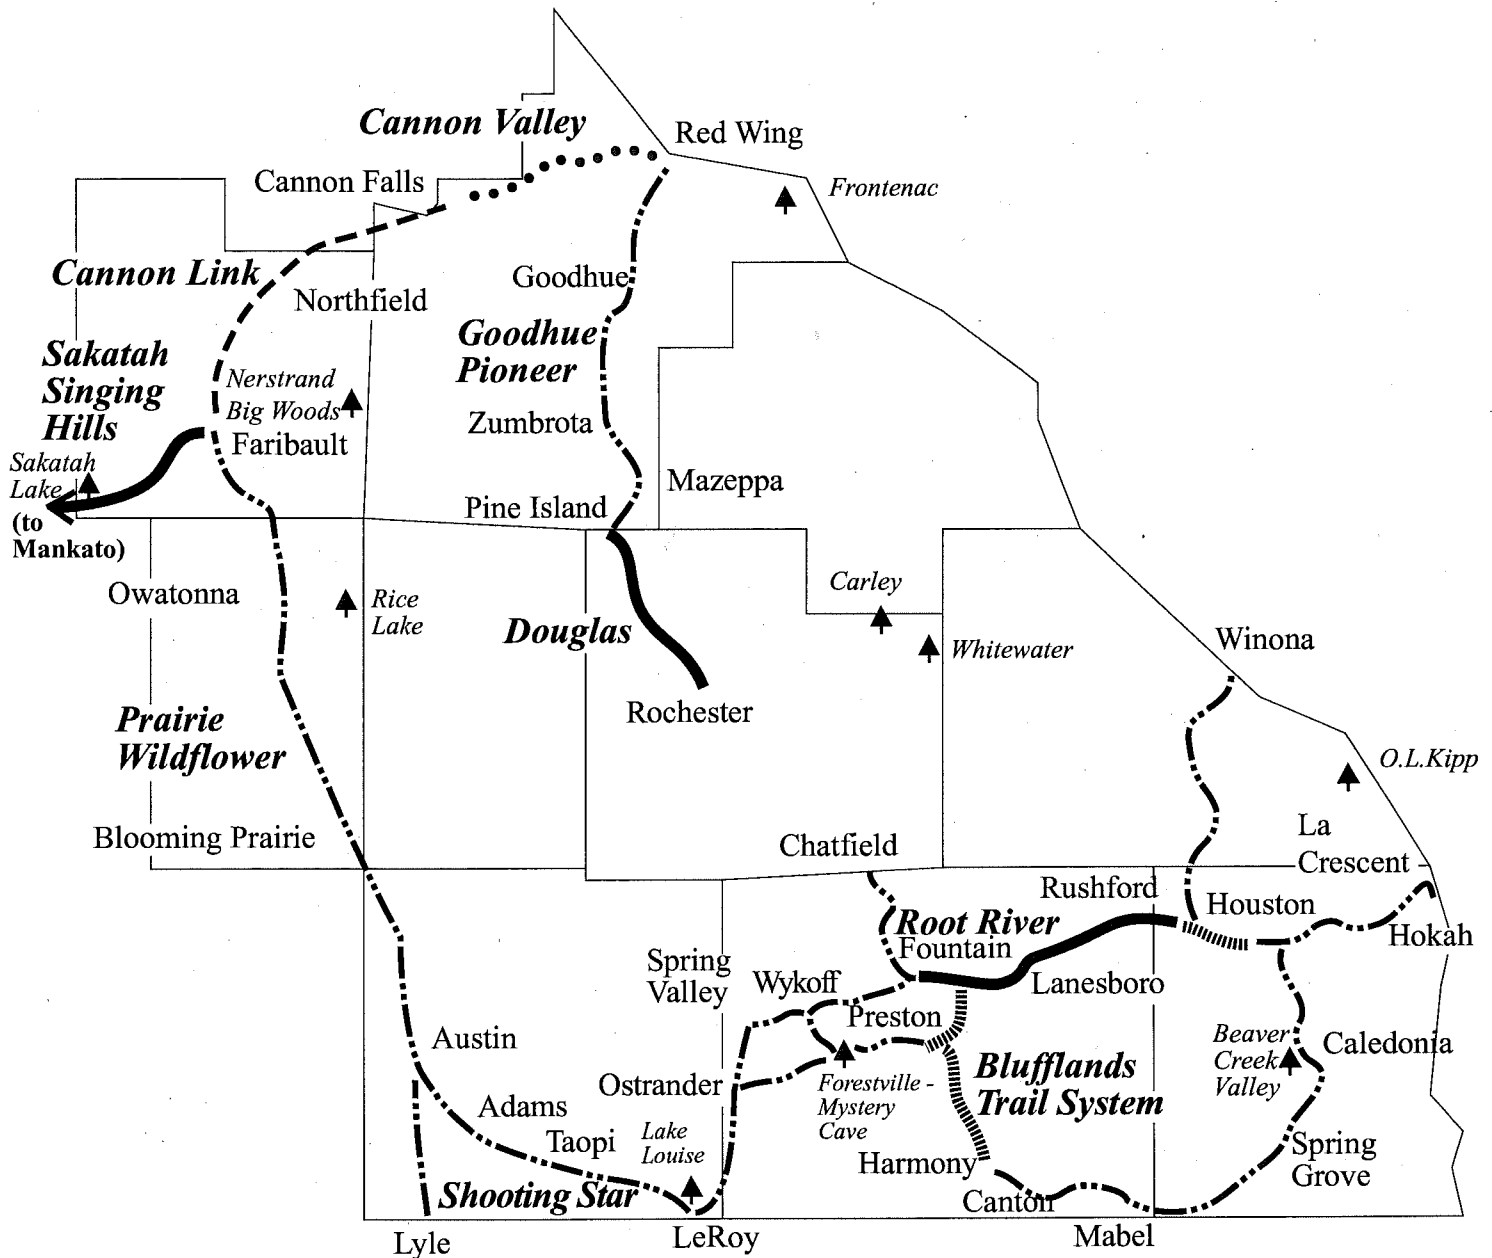 Cannon Valley
Red Wing
Cannon Falls
Frontenac
Cannon Link
Goodhue
Northfield
Goodhue
Pioneer
Sakatah
Singing
Hills
Nerstrand
Big Woods
Zumbrota
Faribault
Sakatah
Lake
Mazeppa
Pine Island
(to
Mankato)
Owatonna
Rice
Lake
Carley
Douglas
Winona
Whitewater
Rochester
Prairie
Wildflower
O.L.Kipp
Blooming Prairie
Chatfield
La
Crescent
Rushford
Houston
Root River
Hokah
Fountain
Spring
Valley
Wykoff
Lanesboro
Preston
Austin
Beaver
Creek
Valley
Caledonia
Blufflands
Trail System
Ostrander
Forestville -
Mystery
Cave
Adams
Taopi
Lake
Louise
Harmony
Spring
Grove
Shooting Star
Canton
Lyle
LeRoy
Mabel